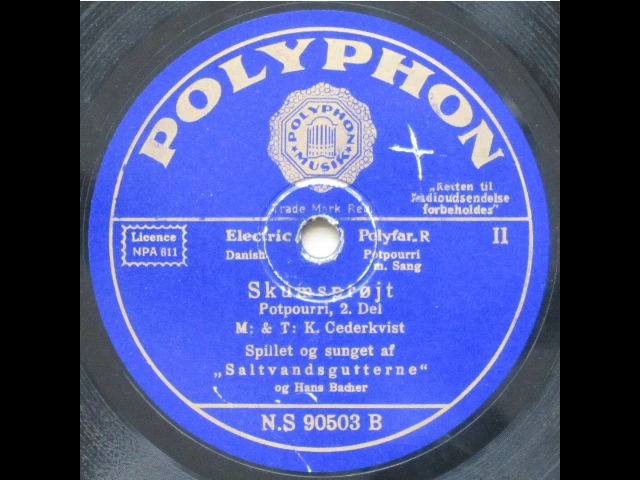 POLYPHON
POLYPHON
MUSIK
Trade Mark Reg.
„Retten til
Radioudsendelse
forbeholdes”
Licence
NPA 611
Electric
Polyfar.R
II
Danish
Potpourri
m. Sang
Skumsprøjt
Potpourri, 2. Del
M: & T: K. Cederkvist
Spillet og sunget af
„Saltvandsgutterne“
og Hans Bacher
N.S 90503 B